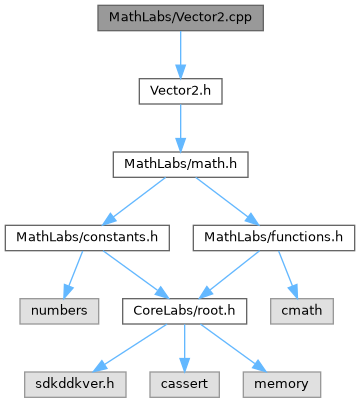 MathLabs/Vector2.cpp
Vector2.h
MathLabs/math.h
MathLabs/constants.h
MathLabs/functions.h
numbers
CoreLabs/root.h
cmath
sdkddkver.h
cassert
memory